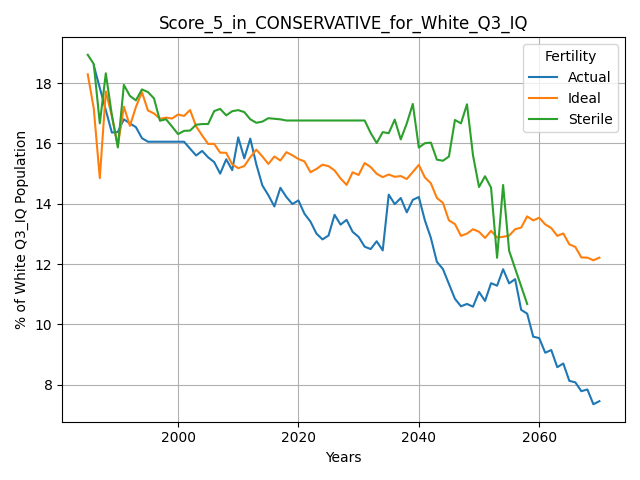 Score_5_in_CONSERVATIVE_for_White_Q3_IQ
% of White Q3_IQ Population
18
16
14
12
10
8
Fertility
Actual
Ideal
Sterile
2000
2020
2040
2060
Years